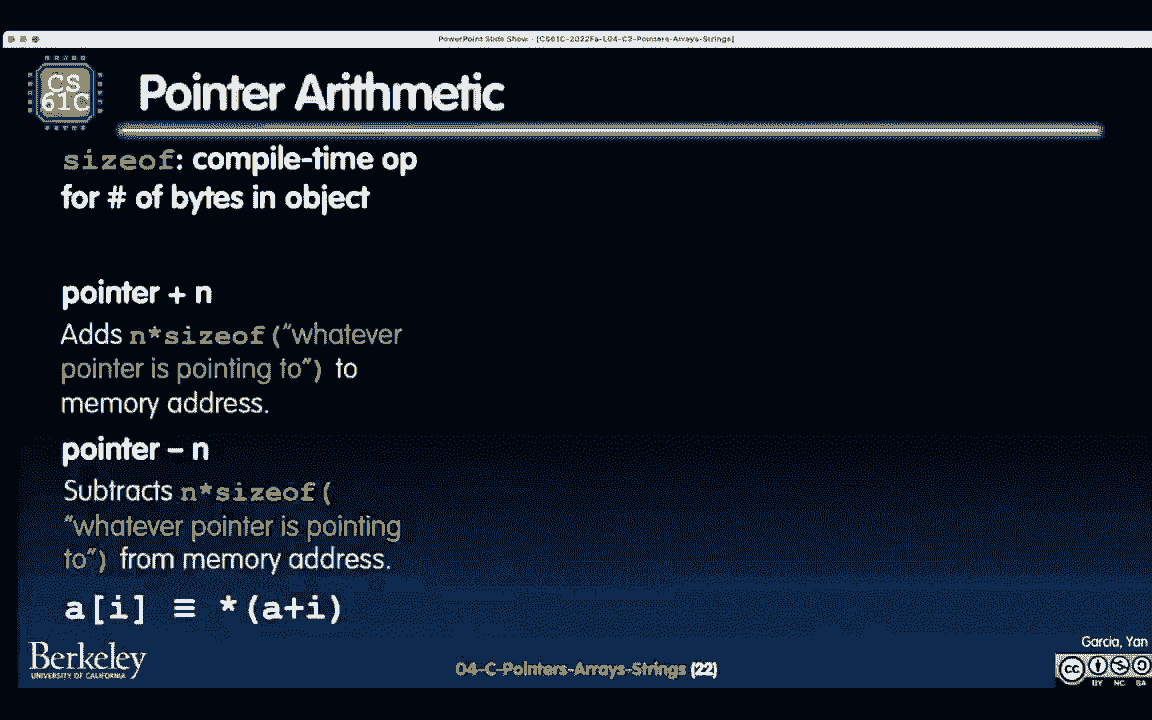 PowerPoint Slide Show - [CS61C-2022Fa-L04-C2-Pointers-Arrays-Strings]
CS
61C
Pointer Arithmetic
sizeof: compile-time op
for # of bytes in object
pointer + n
Adds n*sizeof("whatever
pointer is pointing to") to
memory address.
pointer – n
Subtracts n*sizeof(
"whatever pointer is pointing
to") from memory address.
a[i] ≡ *(a+i)
Berkeley
UNIVERSITY OF CALIFORNIA
04-C-Pointers-Arrays-Strings (22)
Garcia, Yan
cc
BY NC SA